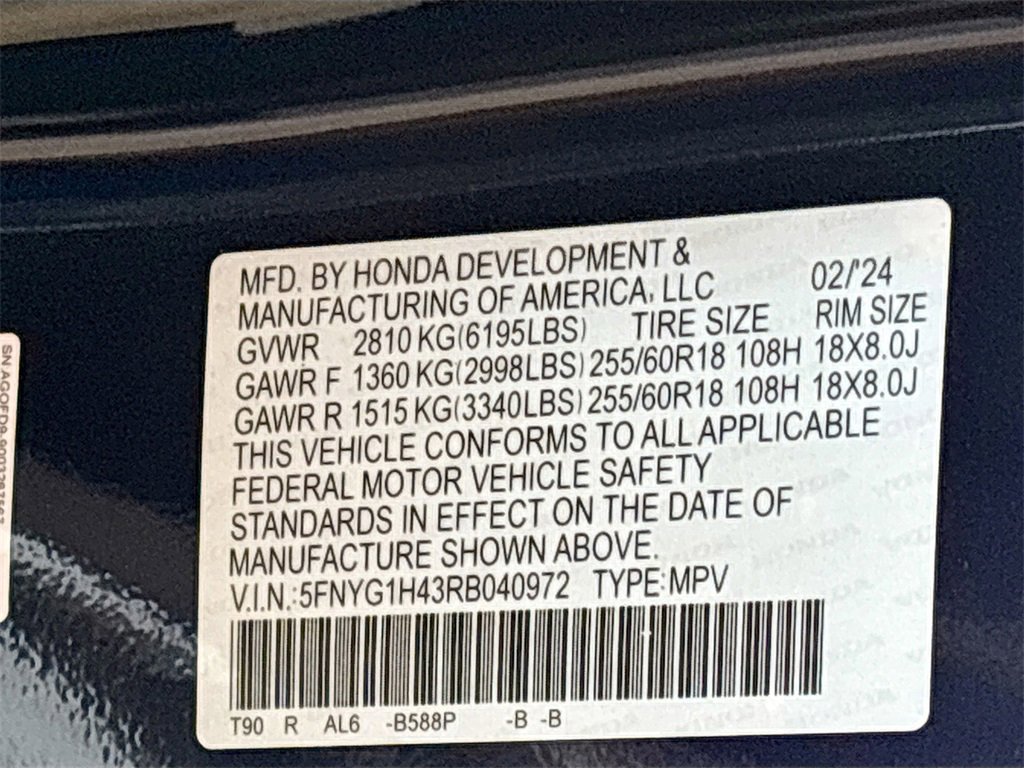 MFD. BY HONDA DEVELOPMENT &
MANUFACTURING OF AMERICA, LLC 02/'24
GVWR 2810 KG(6195LBS) TIRE SIZE RIM SIZE
GAWR F 1360 KG(2998LBS) 255/60R18 108H 18X8.0J
GAWR R 1515 KG(3340LBS) 255/60R18 108H 18X8.0J
THIS VEHICLE CONFORMS TO ALL APPLICABLE
FEDERAL MOTOR VEHICLE SAFETY
STANDARDS IN EFFECT ON THE DATE OF
MANUFACTURE SHOWN ABOVE.
V.I.N.:5FNYG1H43RB040972 TYPE:MPV
T90 R AL6 -B588P -B -B